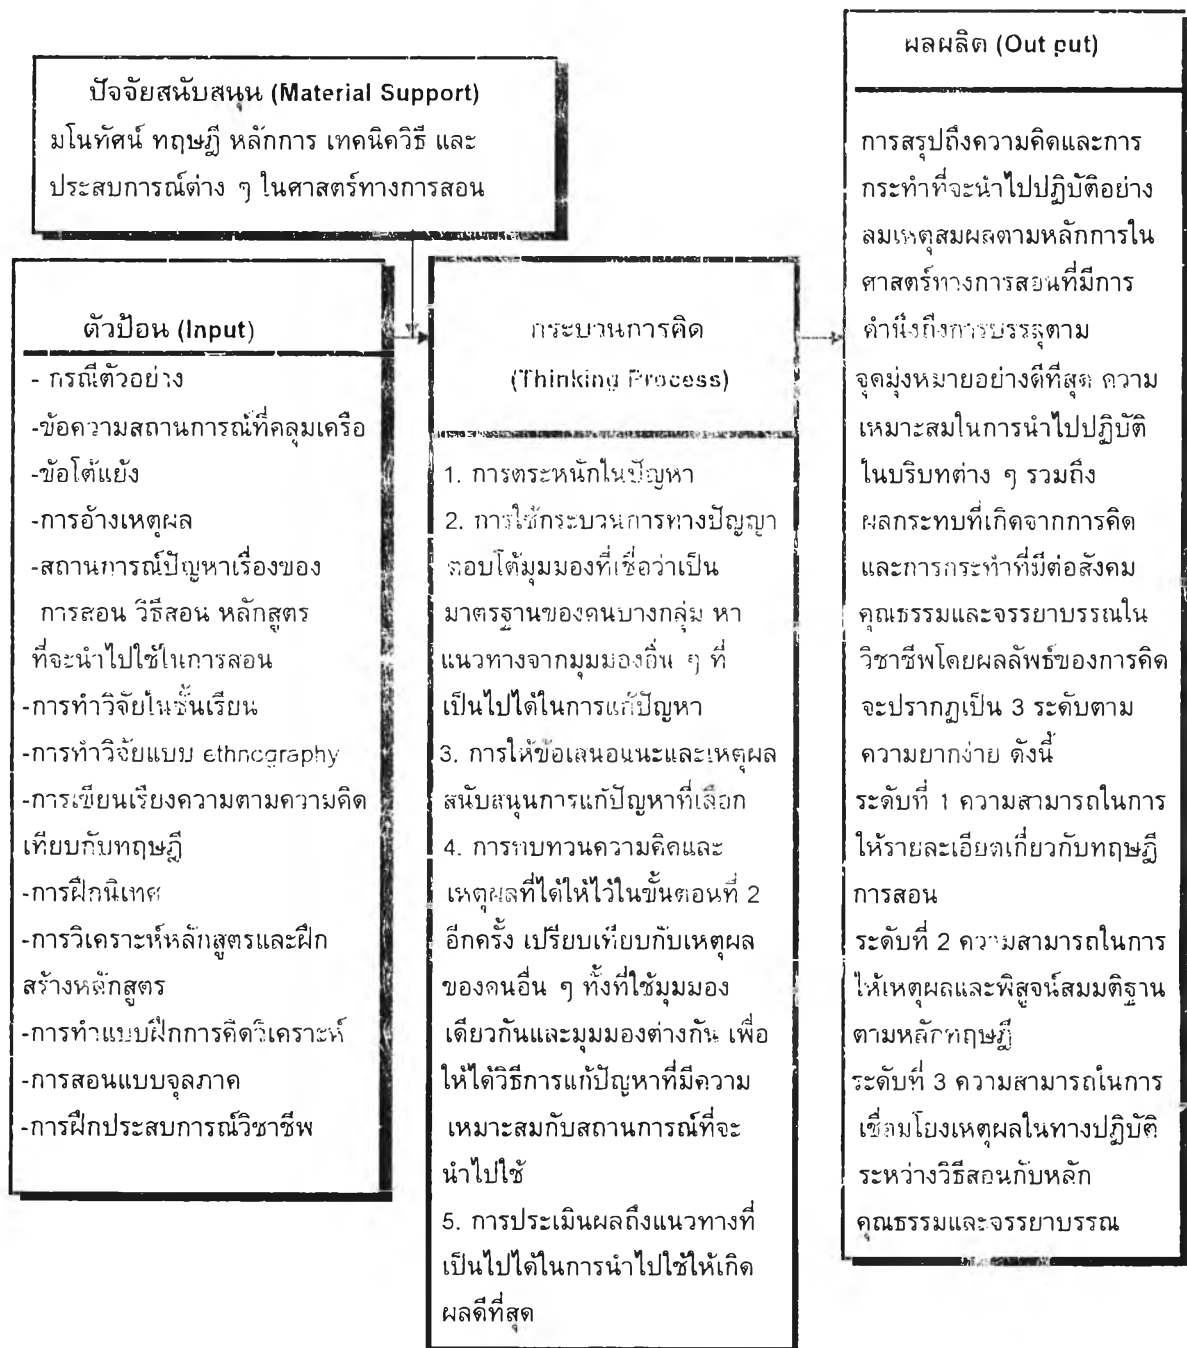 ปัจจัยสนับสนุน (Material Support)
มโนทัศน์ ทฤษฎี หลักการ เทคนิควิธี และ
ประสบการณ์ต่าง ๆ ในศาสตร์ทางการสอน
ตัวป้อน (Input)
- กรณีตัวอย่าง
-ข้อความสถานการณ์ที่คลุมเครือ
-ข้อโต้แย้ง
-การอ้างเหตุผล
-สถานการณ์ปัญหาเรื่องของ
การสอน วิธีสอน หลักสูตร
ที่จะนำไปใช้ในการสอน
-การทำวิจัยในชั้นเรียน
-การทำวิจัยแบบ ethnography
-การเขียนเรียงความตามความคิด
เทียบกับทฤษฎี
-การฝึกนิเทศ
-การวิเคราะห์หลักสูตรและฝึก
สร้างหลักสูตร
-การทำแบบฝึกการคิดวิเคราะห์
-การสอนแบบจุลภาค
-การฝึกประสบการณ์วิชาชีพ
กระบวนการคิด
(Thinking Process)
1. การตระหนักในปัญหา
2. การใช้กระบวนการทางปัญญา
ตอบโต้มุมมองที่เชื่อว่าเป็น
มาตรฐานของคนบางกลุ่ม หา
แนวทางจากมุมมองอื่น ๆ ที่
เป็นไปได้ในการแก้ปัญหา
3. การให้ข้อเสนอแนะและเหตุผล
สนับสนุนการแก้ปัญหาที่เลือก
4. การทบทวนความคิดและ
เหตุผลที่ได้ให้ไว้ในขั้นตอนที่ 2
อีกครั้ง เปรียบเทียบกับเหตุผล
ของคนอื่น ๆ ทั้งที่ใช้มุมมอง
เดียวกันและมุมมองต่างกัน เพื่อ
ให้ได้วิธีการแก้ปัญหาที่มีความ
เหมาะสมกับสถานการณ์ที่จะ
นำไปใช้
5. การประเมินผลถึงแนวทางที่
เป็นไปได้ในการนำไปใช้ให้เกิด
ผลดีที่สุด
ผลผลิต (Out put)
การสรุปถึงความคิดและการ
กระทำที่จะนำไปปฏิบัติอย่าง
สมเหตุสมผลตามหลักการใน
ศาสตร์ทางการสอนที่มีการ
คำนึงถึงการบรรลุตาม
จุดมุ่งหมายอย่างดีที่สุด ความ
เหมาะสมในการนำไปปฏิบัติ
ในบริบทต่าง ๆ รวมถึง
ผลกระทบที่เกิดจากการคิด
และการกระทำที่มีต่อสังคม
คุณธรรมและจรรยาบรรณใน
วิชาชีพโดยผลลัพธ์ของการคิด
จะปรากฏเป็น 3 ระดับตาม
ความยากง่าย ดังนี้
ระดับที่ 1 ความสามารถในการ
ให้รายละเอียดเกี่ยวกับทฤษฎี
การสอน
ระดับที่ 2 ความสามารถในการ
ให้เหตุผลและพิสูจน์สมมติฐาน
ตามหลักทฤษฎี
ระดับที่ 3 ความสามารถในการ
เชื่อมโยงเหตุผลในทางปฏิบัติ
ระหว่างวิธีสอนกับหลัก
คุณธรรมและจรรยาบรรณ